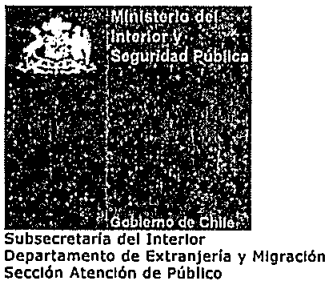 Ministerio del
Interior y
Seguridad Pública
Gobierno de Chile
Subsecretaría del Interior
Departamento de Extranjería y Migración
Sección Atención de Público